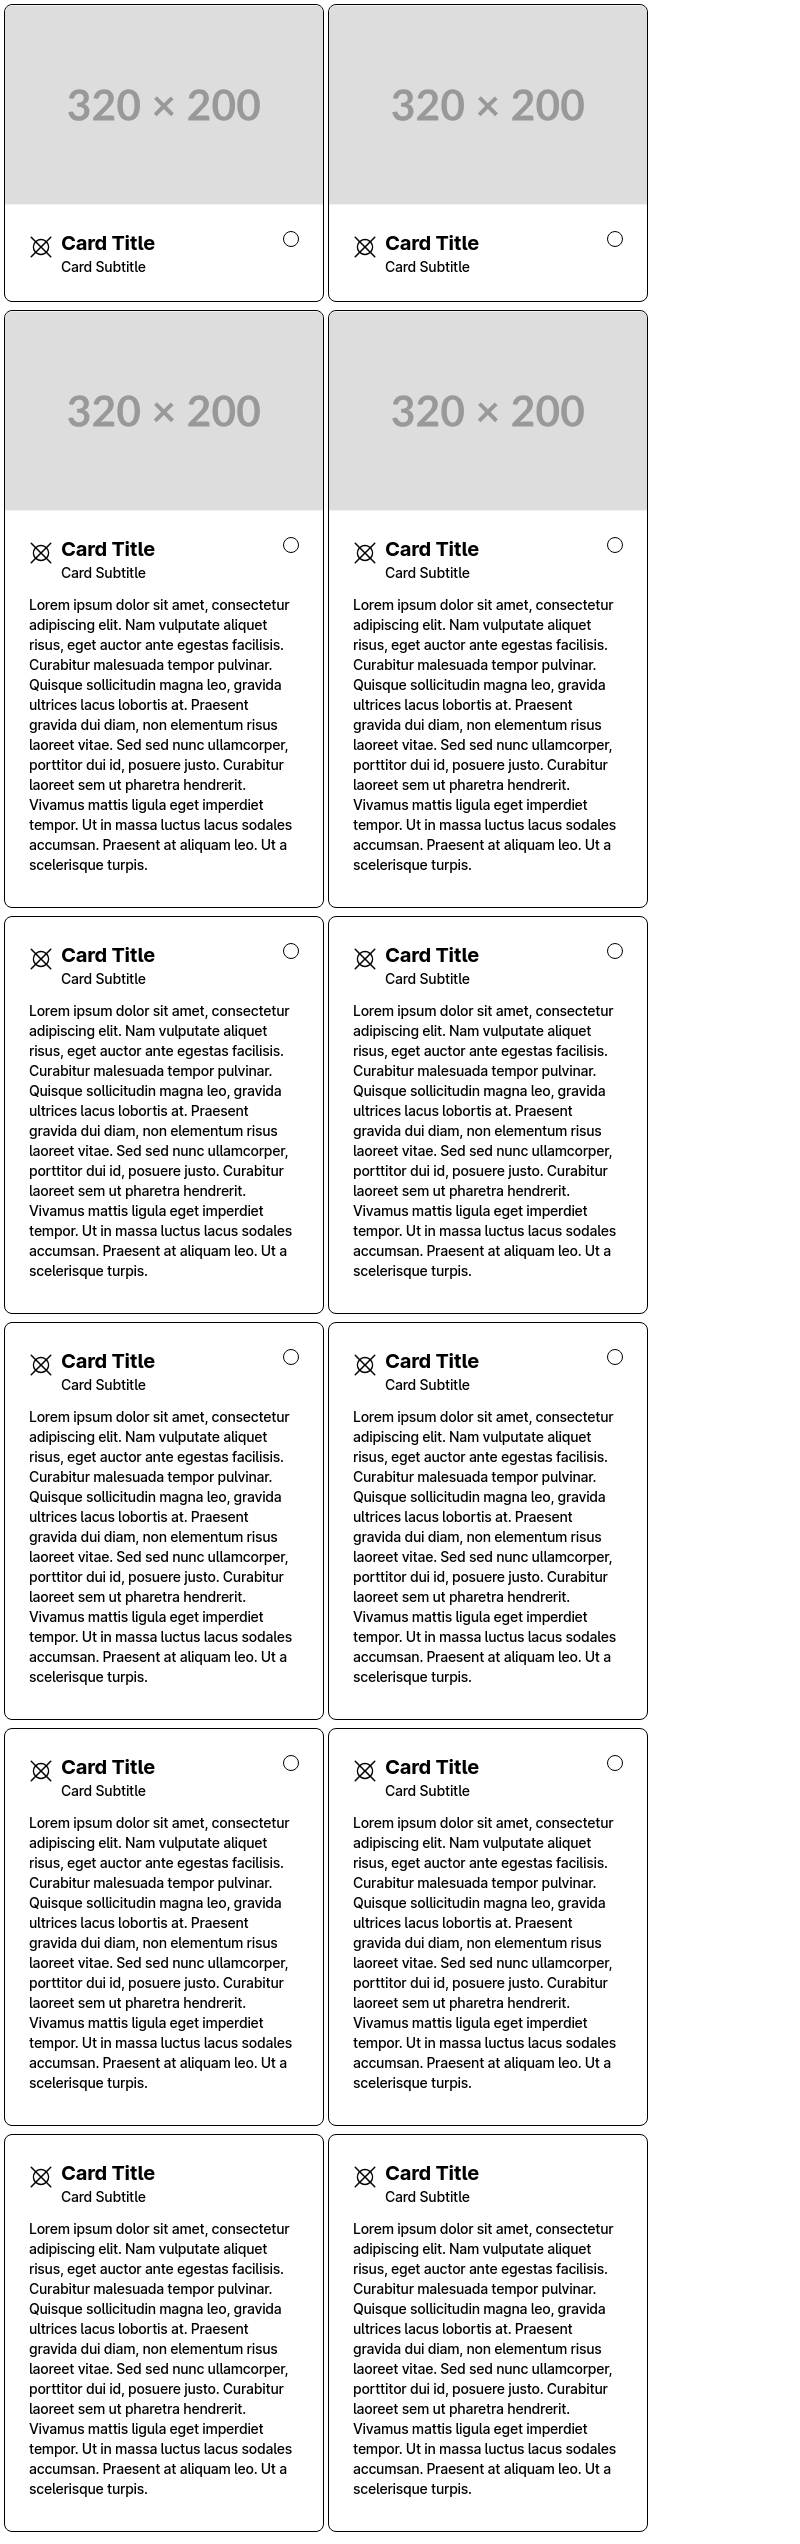 320 × 200
320 × 200
Card Title
Card Subtitle
Card Title
Card Subtitle
320 × 200
320 × 200
Card Title
Card Subtitle
Lorem ipsum dolor sit amet, consectetur
adipiscing elit. Nam vulputate aliquet
risus, eget auctor ante egestas facilisis.
Curabitur malesuada tempor pulvinar.
Quisque sollicitudin magna leo, gravida
ultrices lacus lobortis at. Praesent
gravida dui diam, non elementum risus
laoreet vitae. Sed sed nunc ullamcorper,
porttitor dui id, posuere justo. Curabitur
laoreet sem ut pharetra hendrerit.
Vivamus mattis ligula eget imperdiet
tempor. Ut in massa luctus lacus sodales
accumsan. Praesent at aliquam leo. Ut a
scelerisque turpis.
Card Title
Card Subtitle
Lorem ipsum dolor sit amet, consectetur
adipiscing elit. Nam vulputate aliquet
risus, eget auctor ante egestas facilisis.
Curabitur malesuada tempor pulvinar.
Quisque sollicitudin magna leo, gravida
ultrices lacus lobortis at. Praesent
gravida dui diam, non elementum risus
laoreet vitae. Sed sed nunc ullamcorper,
porttitor dui id, posuere justo. Curabitur
laoreet sem ut pharetra hendrerit.
Vivamus mattis ligula eget imperdiet
tempor. Ut in massa luctus lacus sodales
accumsan. Praesent at aliquam leo. Ut a
scelerisque turpis.
Card Title
Card Subtitle
Lorem ipsum dolor sit amet, consectetur
adipiscing elit. Nam vulputate aliquet
risus, eget auctor ante egestas facilisis.
Curabitur malesuada tempor pulvinar.
Quisque sollicitudin magna leo, gravida
ultrices lacus lobortis at. Praesent
gravida dui diam, non elementum risus
laoreet vitae. Sed sed nunc ullamcorper,
porttitor dui id, posuere justo. Curabitur
laoreet sem ut pharetra hendrerit.
Vivamus mattis ligula eget imperdiet
tempor. Ut in massa luctus lacus sodales
accumsan. Praesent at aliquam leo. Ut a
scelerisque turpis.
Card Title
Card Subtitle
Lorem ipsum dolor sit amet, consectetur
adipiscing elit. Nam vulputate aliquet
risus, eget auctor ante egestas facilisis.
Curabitur malesuada tempor pulvinar.
Quisque sollicitudin magna leo, gravida
ultrices lacus lobortis at. Praesent
gravida dui diam, non elementum risus
laoreet vitae. Sed sed nunc ullamcorper,
porttitor dui id, posuere justo. Curabitur
laoreet sem ut pharetra hendrerit.
Vivamus mattis ligula eget imperdiet
tempor. Ut in massa luctus lacus sodales
accumsan. Praesent at aliquam leo. Ut a
scelerisque turpis.
Card Title
Card Subtitle
Lorem ipsum dolor sit amet, consectetur
adipiscing elit. Nam vulputate aliquet
risus, eget auctor ante egestas facilisis.
Curabitur malesuada tempor pulvinar.
Quisque sollicitudin magna leo, gravida
ultrices lacus lobortis at. Praesent
gravida dui diam, non elementum risus
laoreet vitae. Sed sed nunc ullamcorper,
porttitor dui id, posuere justo. Curabitur
laoreet sem ut pharetra hendrerit.
Vivamus mattis ligula eget imperdiet
tempor. Ut in massa luctus lacus sodales
accumsan. Praesent at aliquam leo. Ut a
scelerisque turpis.
Card Title
Card Subtitle
Lorem ipsum dolor sit amet, consectetur
adipiscing elit. Nam vulputate aliquet
risus, eget auctor ante egestas facilisis.
Curabitur malesuada tempor pulvinar.
Quisque sollicitudin magna leo, gravida
ultrices lacus lobortis at. Praesent
gravida dui diam, non elementum risus
laoreet vitae. Sed sed nunc ullamcorper,
porttitor dui id, posuere justo. Curabitur
laoreet sem ut pharetra hendrerit.
Vivamus mattis ligula eget imperdiet
tempor. Ut in massa luctus lacus sodales
accumsan. Praesent at aliquam leo. Ut a
scelerisque turpis.
Card Title
Card Subtitle
Lorem ipsum dolor sit amet, consectetur
adipiscing elit. Nam vulputate aliquet
risus, eget auctor ante egestas facilisis.
Curabitur malesuada tempor pulvinar.
Quisque sollicitudin magna leo, gravida
ultrices lacus lobortis at. Praesent
gravida dui diam, non elementum risus
laoreet vitae. Sed sed nunc ullamcorper,
porttitor dui id, posuere justo. Curabitur
laoreet sem ut pharetra hendrerit.
Vivamus mattis ligula eget imperdiet
tempor. Ut in massa luctus lacus sodales
accumsan. Praesent at aliquam leo. Ut a
scelerisque turpis.
Card Title
Card Subtitle
Lorem ipsum dolor sit amet, consectetur
adipiscing elit. Nam vulputate aliquet
risus, eget auctor ante egestas facilisis.
Curabitur malesuada tempor pulvinar.
Quisque sollicitudin magna leo, gravida
ultrices lacus lobortis at. Praesent
gravida dui diam, non elementum risus
laoreet vitae. Sed sed nunc ullamcorper,
porttitor dui id, posuere justo. Curabitur
laoreet sem ut pharetra hendrerit.
Vivamus mattis ligula eget imperdiet
tempor. Ut in massa luctus lacus sodales
accumsan. Praesent at aliquam leo. Ut a
scelerisque turpis.
Card Title
Card Subtitle
Lorem ipsum dolor sit amet, consectetur
adipiscing elit. Nam vulputate aliquet
risus, eget auctor ante egestas facilisis.
Curabitur malesuada tempor pulvinar.
Quisque sollicitudin magna leo, gravida
ultrices lacus lobortis at. Praesent
gravida dui diam, non elementum risus
laoreet vitae. Sed sed nunc ullamcorper,
porttitor dui id, posuere justo. Curabitur
laoreet sem ut pharetra hendrerit.
Vivamus mattis ligula eget imperdiet
tempor. Ut in massa luctus lacus sodales
accumsan. Praesent at aliquam leo. Ut a
scelerisque turpis.
Card Title
Card Subtitle
Lorem ipsum dolor sit amet, consectetur
adipiscing elit. Nam vulputate aliquet
risus, eget auctor ante egestas facilisis.
Curabitur malesuada tempor pulvinar.
Quisque sollicitudin magna leo, gravida
ultrices lacus lobortis at. Praesent
gravida dui diam, non elementum risus
laoreet vitae. Sed sed nunc ullamcorper,
porttitor dui id, posuere justo. Curabitur
laoreet sem ut pharetra hendrerit.
Vivamus mattis ligula eget imperdiet
tempor. Ut in massa luctus lacus sodales
accumsan. Praesent at aliquam leo. Ut a
scelerisque turpis.